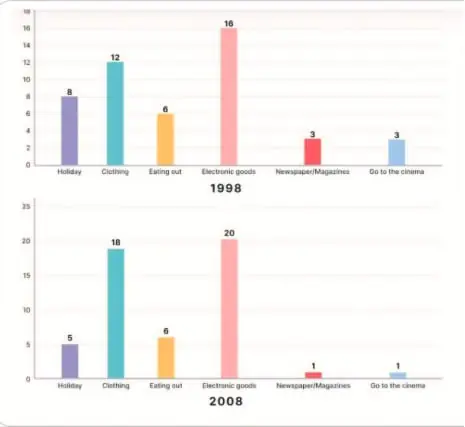 18
16
14
12
10
8
6
4
2
0
8
12
6
16
3
3
Holiday
Clothing
Eating out
Electronic goods
Newspaper/Magazines
Go to the cinema
1998
25
20
15
10
5
0
5
18
6
20
1
1
Holiday
Clothing
Eating out
Electronic goods
Newspaper/Magazines
Go to the cinema
2008